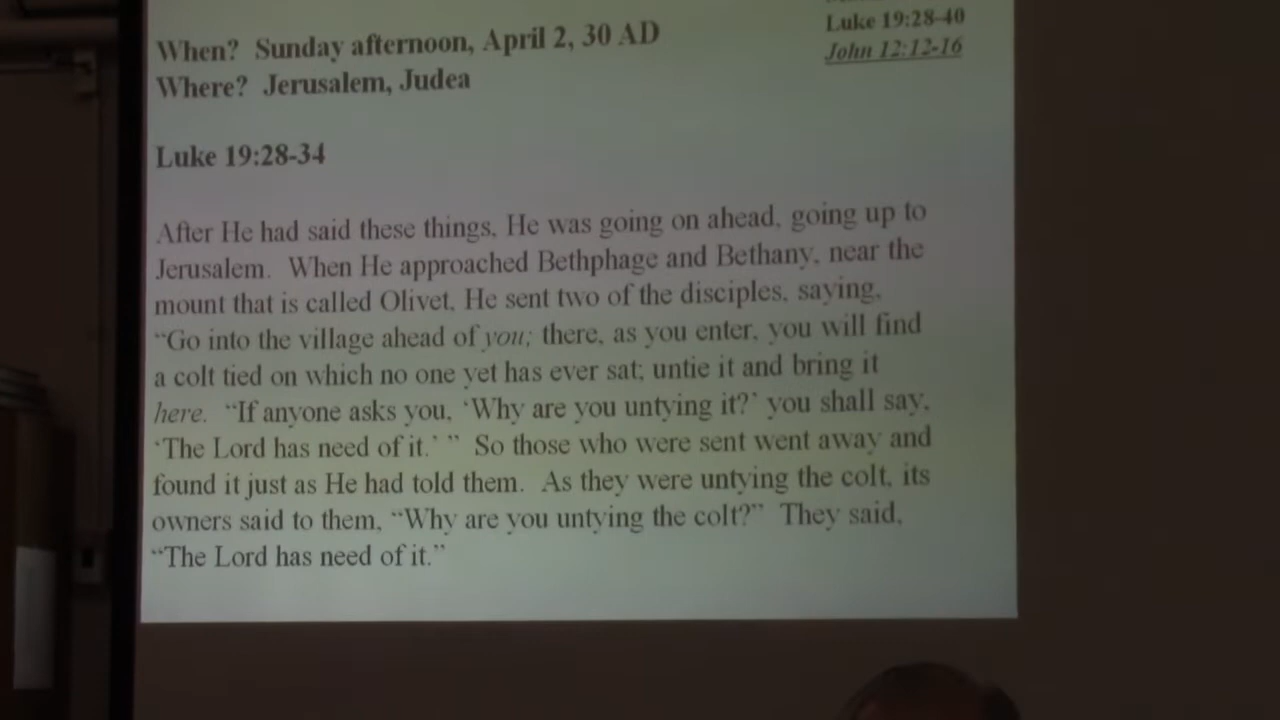 Luke 19:28-40
When? Sunday afternoon, April 2, 30 AD
John 12:12-16
Where? Jerusalem, Judea
Luke 19:28-34
After He had said these things, He was going on ahead, going up to
Jerusalem. When He approached Bethphage and Bethany, near the
mount that is called Olivet, He sent two of the disciples, saying,
“Go into the village ahead of you; there, as you enter, you will find
a colt tied on which no one yet has ever sat; untie it and bring it
here. “If anyone asks you, ‘Why are you untying it?’ you shall say,
‘The Lord has need of it.’ ” So those who were sent went away and
found it just as He had told them. As they were untying the colt, its
owners said to them, “Why are you untying the colt?” They said,
“The Lord has need of it.”